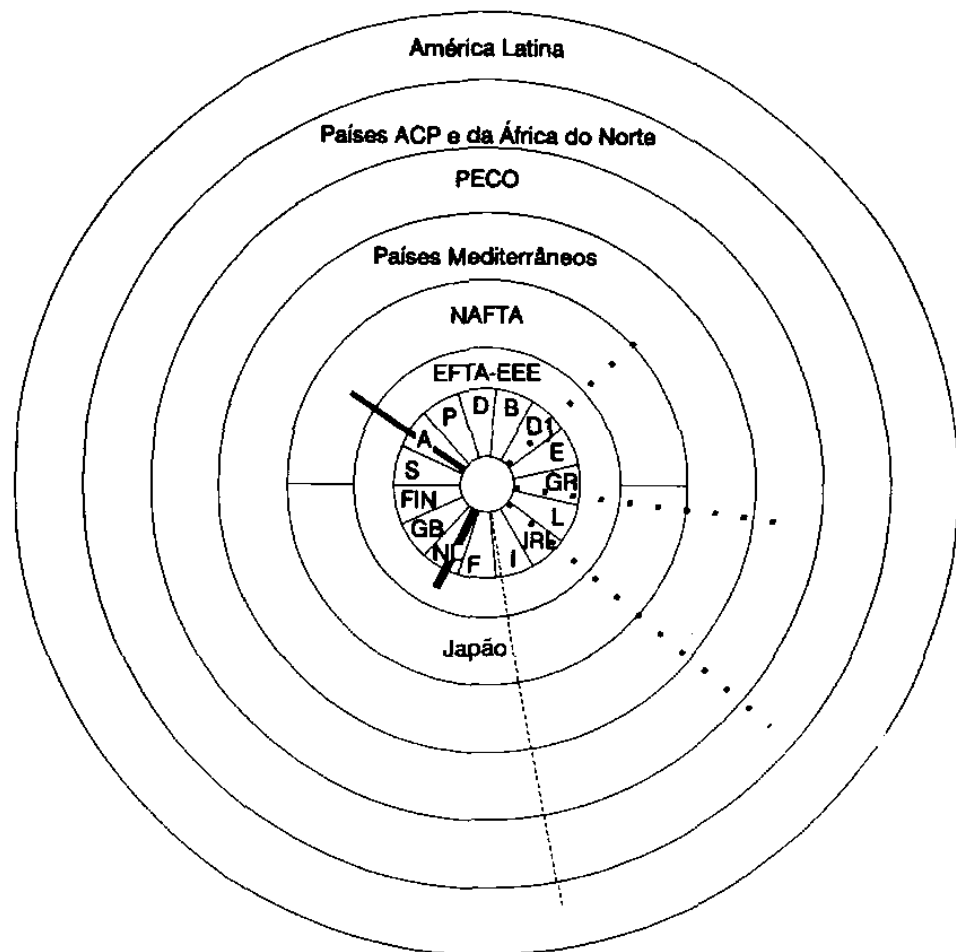 América Latina
Países ACP e da África do Norte
PECO
Países Mediterrâneos
NAFTA
EFTA-EEE
D
B
P
D1
A
E
S
GR
FIN
L
GB
IRL
NL
F
I
Japão